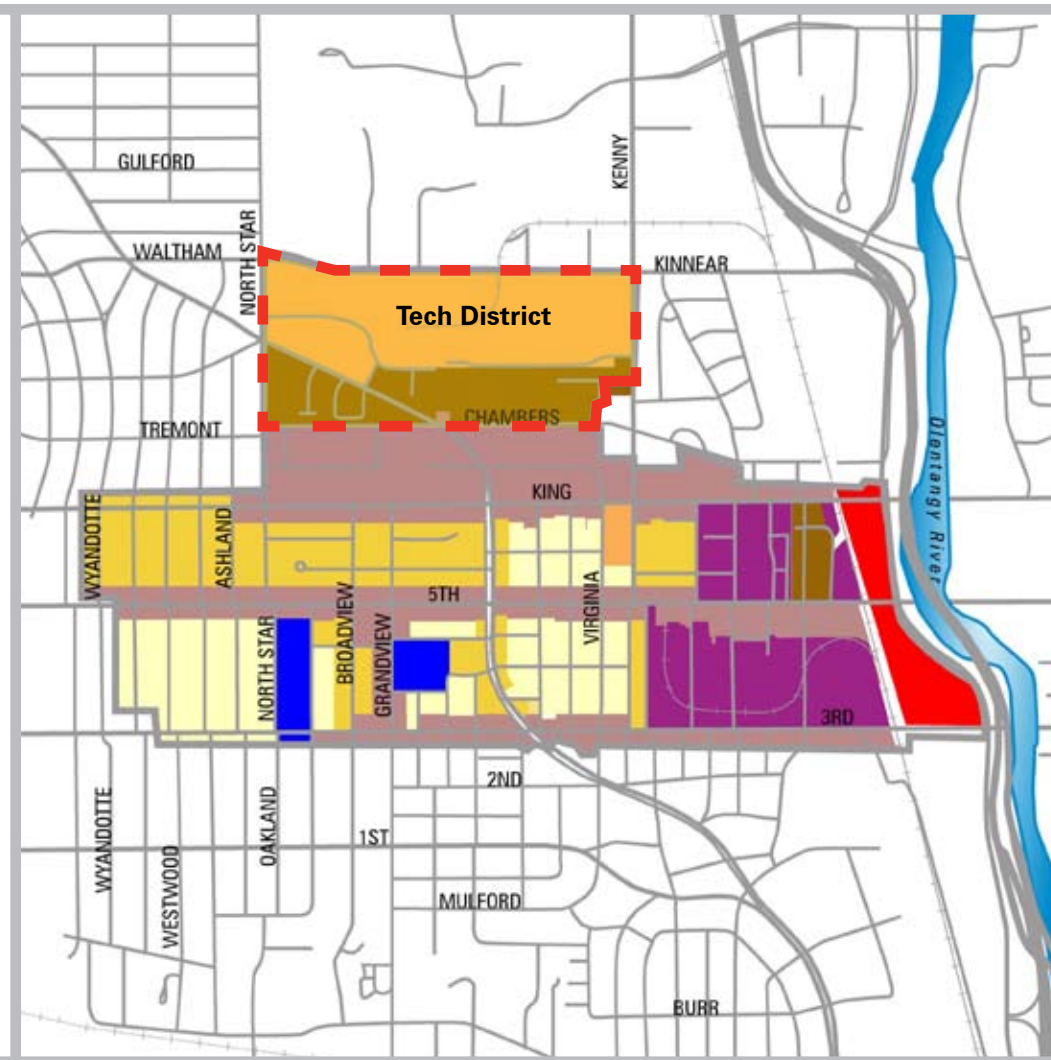 GULFORD
KENNY
NORTH STAR
WALTHAM
KINNEAR
Tech District
CHAMBERS
TREMONT
Olentangy River
KING
WYANDOTTE
ASHLAND
5TH
VIRGINIA
BROADVIEW
NORTH STAR
GRANDVIEW
3RD
2ND
WYANDOTTE
OAKLAND
1ST
WESTWOOD
MULFORD
BURR